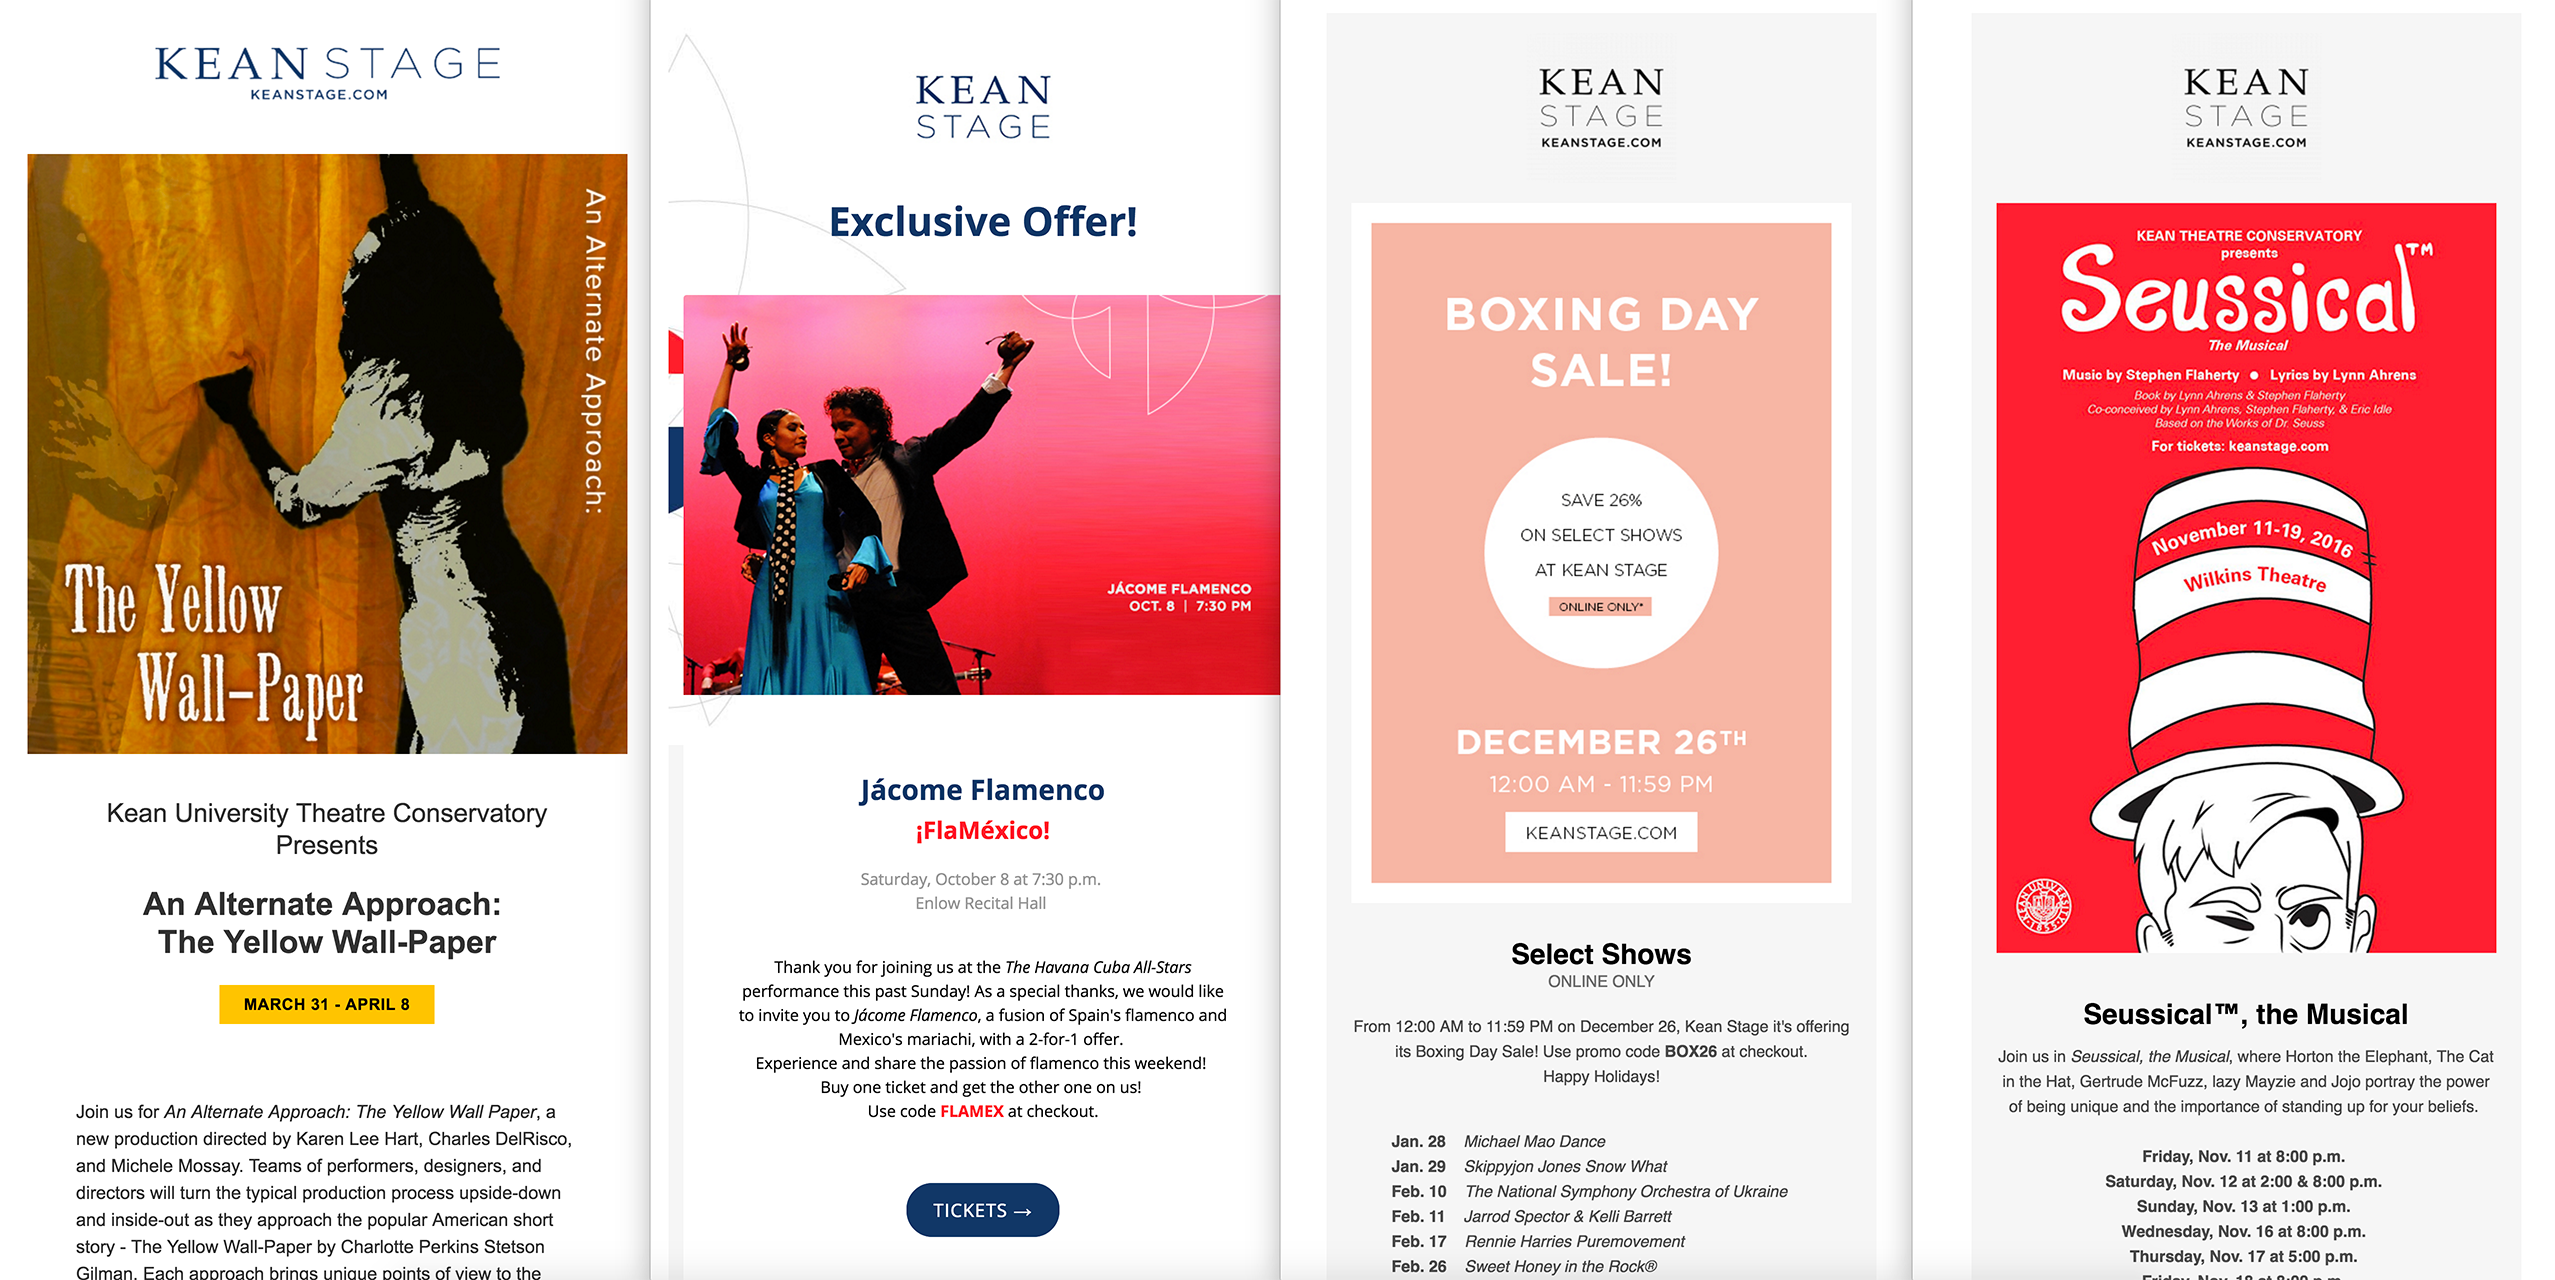 KEAN STAGE
KEANSTAGE.COM
An Alternate Approach:
The Yellow
Wall-Paper
Kean University Theatre Conservatory
Presents
An Alternate Approach:
The Yellow Wall-Paper
MARCH 31 - APRIL 8
Join us for An Alternate Approach: The Yellow Wall Paper, a
new production directed by Karen Lee Hart, Charles DelRisco,
and Michele Mossay. Teams of performers, designers, and
directors will turn the typical production process upside-down
and inside-out as they approach the popular American short
story - The Yellow Wall-Paper by Charlotte Perkins Stetson
Gilman. Each approach brings unique points of view to the
KEAN
STAGE
Exclusive Offer!
JÁCOME FLAMENCO
OCT. 8 | 7:30 PM
Jácome Flamenco
¡FlaMéxico!
Saturday, October 8 at 7:30 p.m.
Enlow Recital Hall
Thank you for joining us at the The Havana Cuba All-Stars
performance this past Sunday! As a special thanks, we would like
to invite you to Jácome Flamenco, a fusion of Spain's flamenco and
Mexico's mariachi, with a 2-for-1 offer.
Experience and share the passion of flamenco this weekend!
Buy one ticket and get the other one on us!
Use code FLAMEX at checkout.
TICKETS →
KEAN
STAGE
KEANSTAGE.COM
BOXING DAY
SALE!
SAVE 26%
ON SELECT SHOWS
AT KEAN STAGE
ONLINE ONLY*
DECEMBER 26TH
12:00 AM - 11:59 PM
KEANSTAGE.COM
Select Shows
ONLINE ONLY
From 12:00 AM to 11:59 PM on December 26, Kean Stage it's offering
its Boxing Day Sale! Use promo code BOX26 at checkout.
Happy Holidays!
Jan. 28 Michael Mao Dance
Jan. 29 Skippyjon Jones Snow What
Feb. 10 The National Symphony Orchestra of Ukraine
Feb. 11 Jarrod Spector & Kelli Barrett
Feb. 17 Rennie Harries Puremovement
Feb. 26 Sweet Honey in the Rock®
KEAN
STAGE
KEANSTAGE.COM
KEAN THEATRE CONSERVATORY
presents
Seussical™
The Musical
Music by Stephen Flaherty • Lyrics by Lynn Ahrens
Book by Lynn Ahrens & Stephen Flaherty
Co-conceived by Lynn Ahrens, Stephen Flaherty, & Eric Idle
Based on the Works of Dr. Seuss
For tickets: keanstage.com
November 11-19, 2016
Wilkins Theatre
KEAN UNIVERSITY
1855
Seussical™, the Musical
Join us in Seussical, the Musical, where Horton the Elephant, The Cat
in the Hat, Gertrude McFuzz, lazy Mayzie and Jojo portray the power
of being unique and the importance of standing up for your beliefs.
Friday, Nov. 11 at 8:00 p.m.
Saturday, Nov. 12 at 2:00 & 8:00 p.m.
Sunday, Nov. 13 at 1:00 p.m.
Wednesday, Nov. 16 at 8:00 p.m.
Thursday, Nov. 17 at 5:00 p.m.
Friday, Nov. 18 at 8:00 p.m.